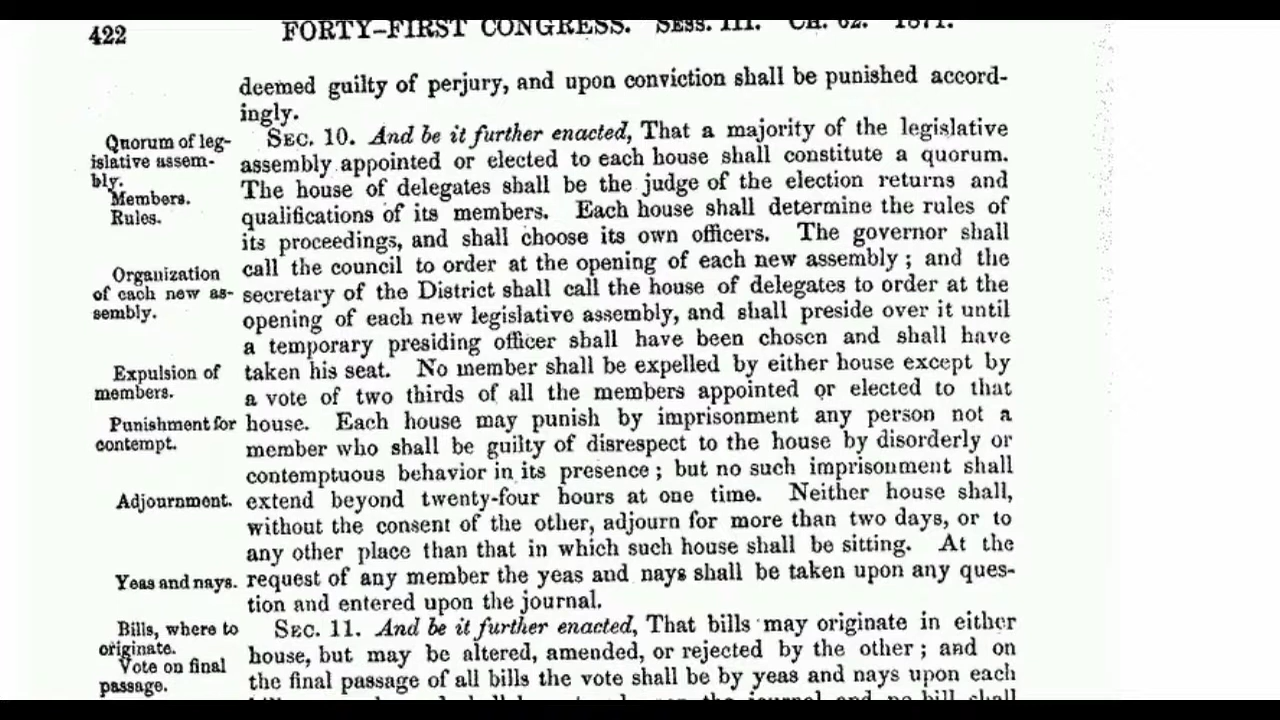 422
FORTY-FIRST CONGRESS. Sess. III. Ch. 62. 1871.
deemed guilty of perjury, and upon conviction shall be punished accord-
ingly.
Quorum of leg-
islative assem-
bly.
Members.
Rules.
Sec. 10. And be it further enacted, That a majority of the legislative
assembly appointed or elected to each house shall constitute a quorum.
The house of delegates shall be the judge of the election returns and
qualifications of its members. Each house shall determine the rules of
its proceedings, and shall choose its own officers. The governor shall
Organization
of each new as-
sembly.
call the council to order at the opening of each new assembly; and the
secretary of the District shall call the house of delegates to order at the
opening of each new legislative assembly, and shall preside over it until
a temporary presiding officer shall have been chosen and shall have
Expulsion of
members.
taken his seat. No member shall be expelled by either house except by
a vote of two thirds of all the members appointed or elected to that
Punishment for
contempt.
house. Each house may punish by imprisonment any person not a
member who shall be guilty of disrespect to the house by disorderly or
contemptuous behavior in its presence; but no such imprisonment shall
Adjournment.
extend beyond twenty-four hours at one time. Neither house shall,
without the consent of the other, adjourn for more than two days, or to
any other place than that in which such house shall be sitting. At the
Yeas and nays.
request of any member the yeas and nays shall be taken upon any ques-
tion and entered upon the journal.
Bills, where to
originate.
Vote on final
passage.
Sec. 11. And be it further enacted, That bills may originate in either
house, but may be altered, amended, or rejected by the other; and on
the final passage of all bills the vote shall be by yeas and nays upon each